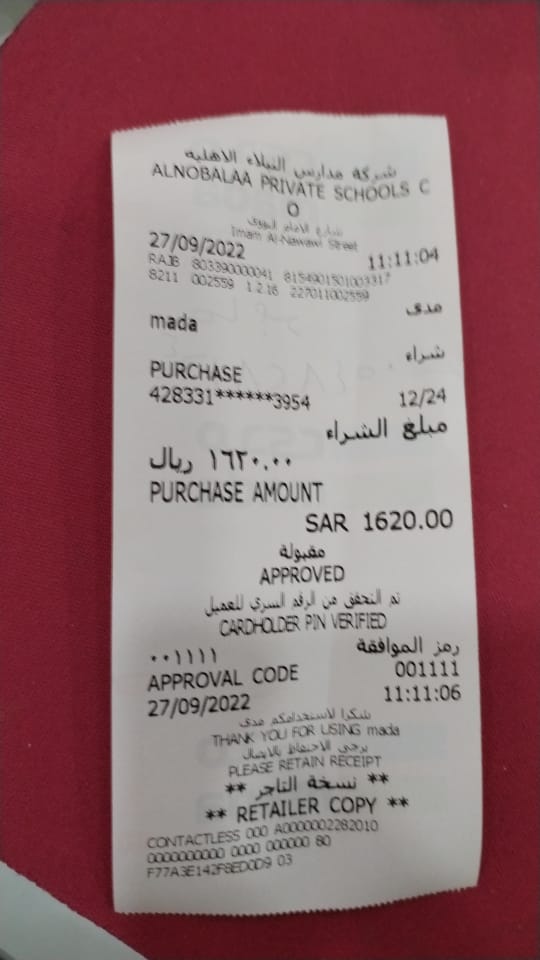 شركة مدارس النبلاء الاهلية
ALNOBALAA PRIVATE SCHOOLS C
O
شارع الامام النووي
Imam Al-Nawawi Street
27/09/2022 11:11:04
RAJB 803390000041 8154901501003317
8211 002559 1.2.16 227011002559
مدى
mada
شراء
PURCHASE
428331******3954 12/24
مبلغ الشراء
١٦٢٠.٠٠ ريال
PURCHASE AMOUNT
SAR 1620.00
مقبولة
APPROVED
تم التحقق من الرقم السري للعميل
CARDHOLDER PIN VERIFIED
رمز الموافقة ٠٠١١١١
APPROVAL CODE 001111
27/09/2022 11:11:06
شكرا لاستخدامكم مدى
THANK YOU FOR USING mada
يرجى الاحتفاظ بالايصال
PLEASE RETAIN RECEIPT
** نسخة التاجر **
** RETAILER COPY **
CONTACTLESS 000 A0000002282010
0000000000 0000 000000 80
F77A3E142F8ED0D9 03